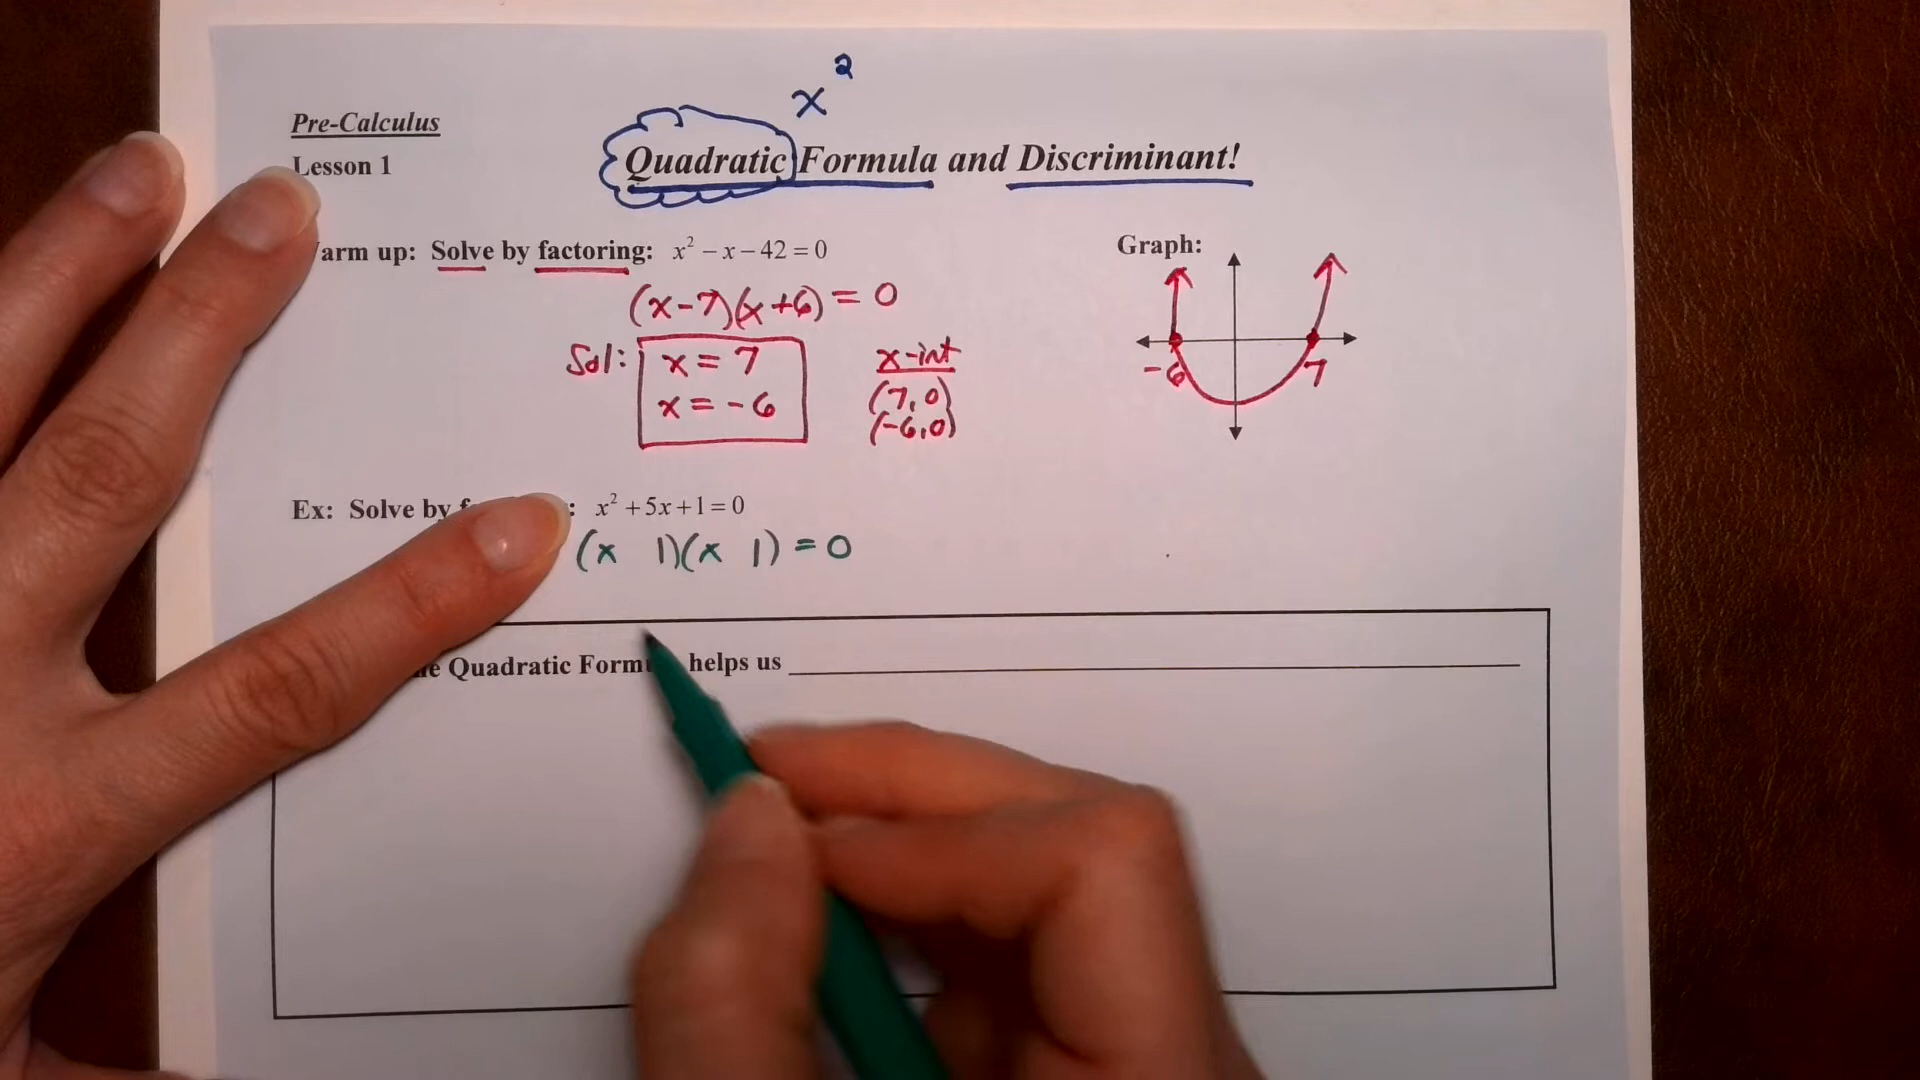 x²
Pre-Calculus
Lesson 1
Quadratic Formula and Discriminant!
arm up: Solve by factoring: x² – x – 42 = 0
Graph:
(x-7)(x+6) = 0
Sol: x = 7
x = -6
x-int
(7,0)
(-6,0)
-6
7
Ex: Solve by : x² + 5x + 1 = 0
(x 1)(x 1) = 0
Quadratic helps us